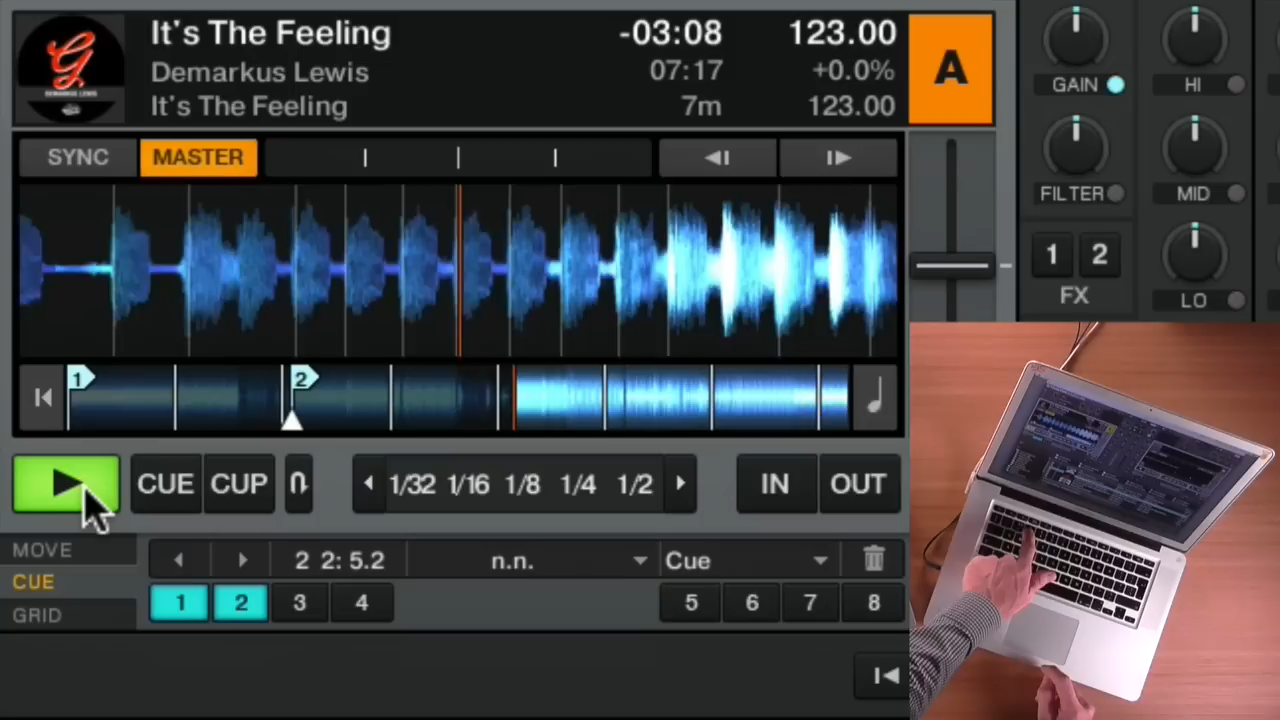 It's The Feeling -03:08 123.00
Demarkus Lewis 07:17 +0.0%
It's The Feeling 7m 123.00
A
GAIN HI
SYNC MASTER
FILTER MID
1 2
FX LO
1 2
CUE CUP 1/32 1/16 1/8 1/4 1/2 IN OUT
MOVE
2 2: 5.2 n.n. Cue
CUE
1 2 3 4 5 6 7 8
GRID